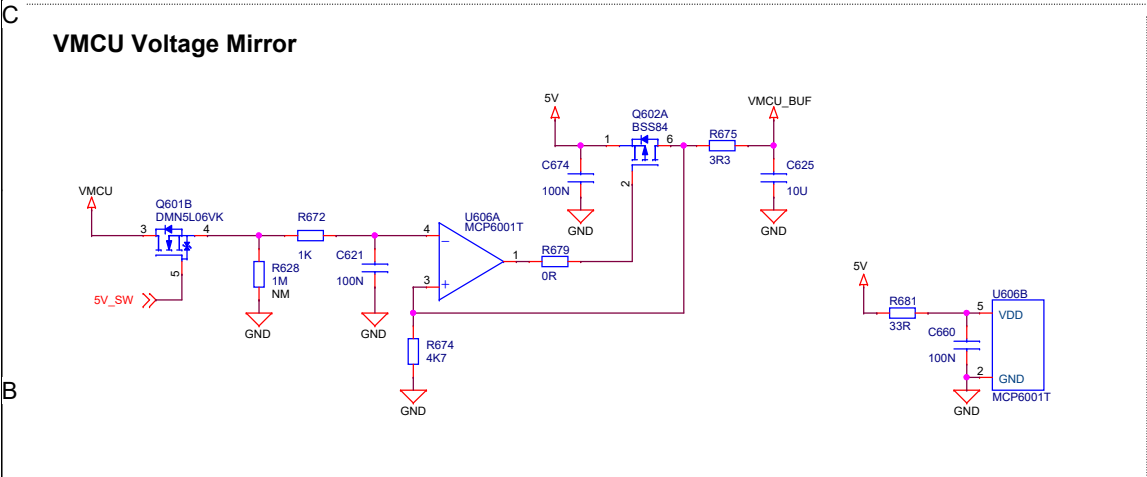 C
VMCU Voltage Mirror
5V
Q602A
BSS84
1
6
2
C674
100N
GND
R675
3R3
VMCU_BUF
C625
10U
GND
VMCU
Q601B
DMN5L06VK
3
4
5
5V_SW
R628
1M
NM
GND
R672
1K
C621
100N
GND
U606A
MCP6001T
4
3
1
R679
0R
R674
4K7
GND
5V
R681
33R
C660
100N
GND
U606B
5
VDD
2
GND
MCP6001T
B